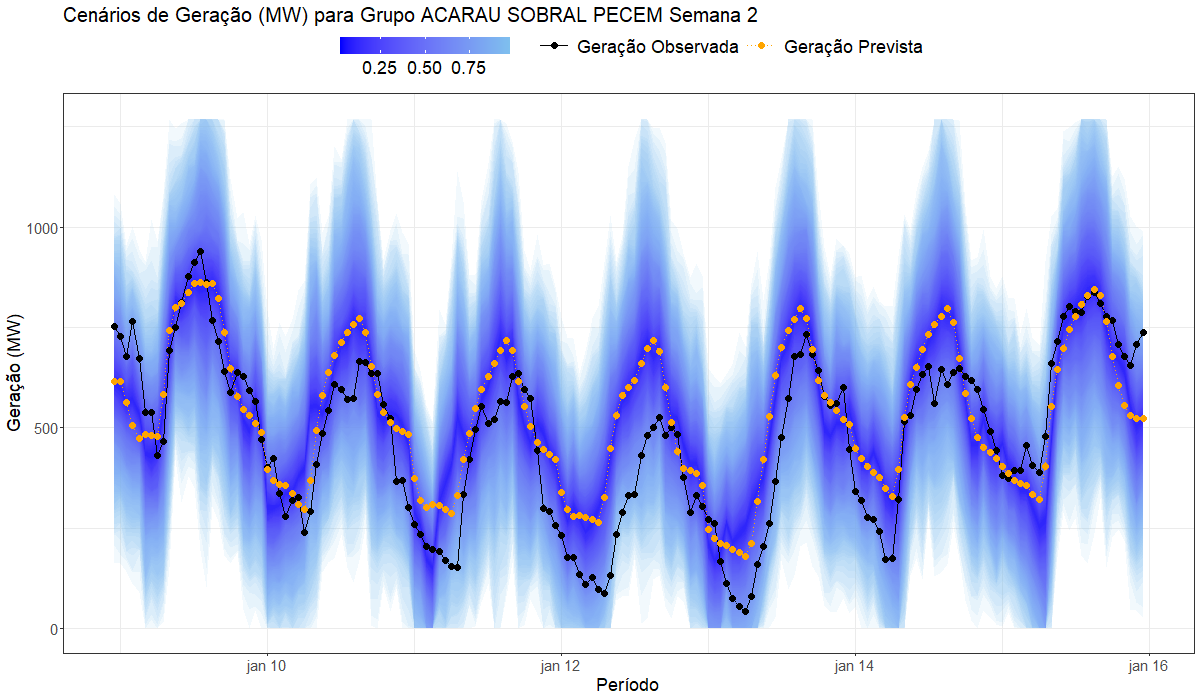 Cenários de Geração (MW) para Grupo ACARAU SOBRAL PECEM Semana 2
0.25 0.50 0.75
Geração Observada
Geração Prevista
Geração (MW)
1000
500
0
jan 10
jan 12
jan 14
jan 16
Período